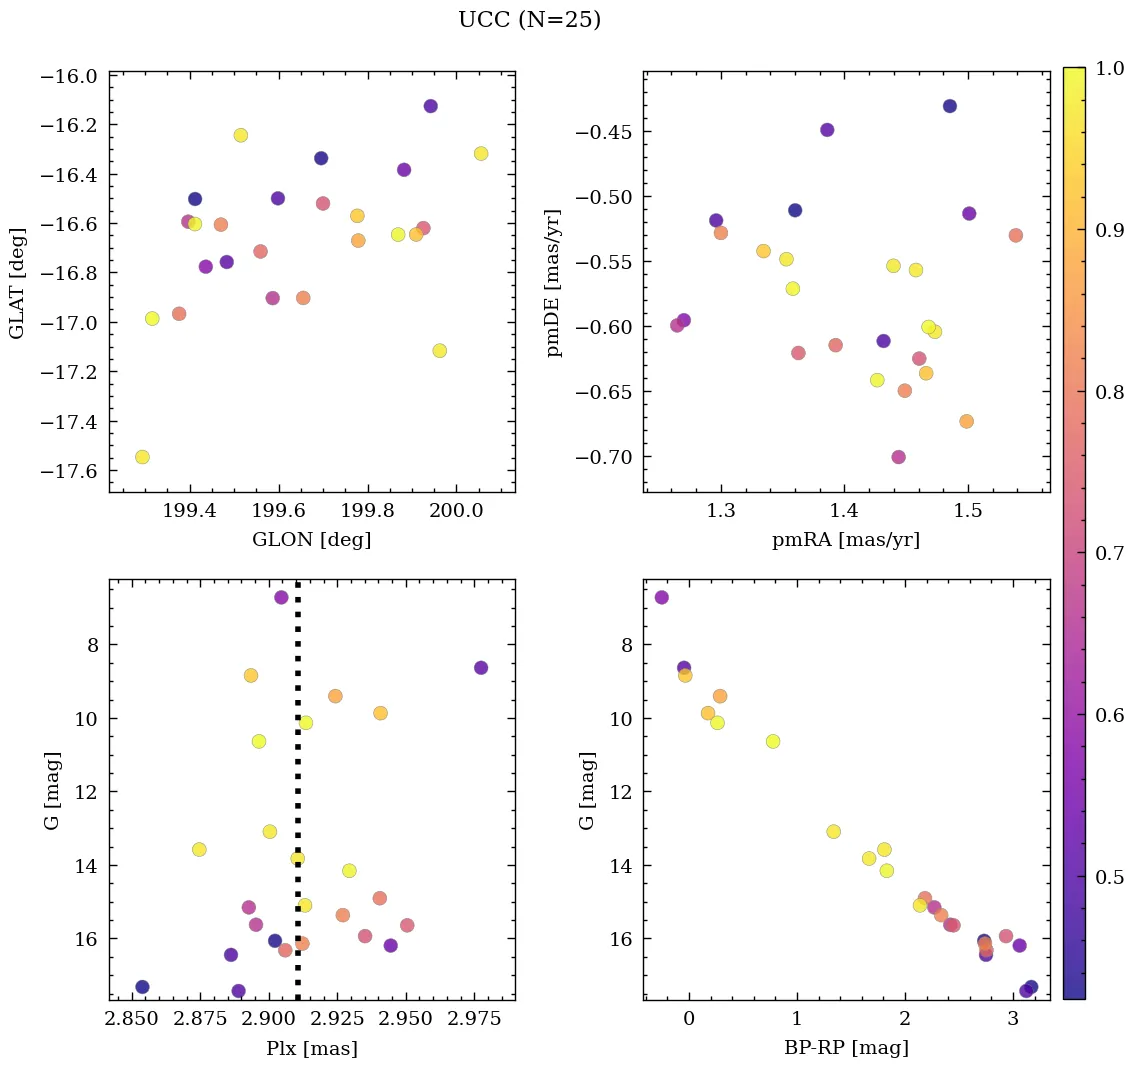 UCC (N=25)
−16.0
−16.2
−16.4
−16.6
−16.8
−17.0
−17.2
−17.4
−17.6
GLAT [deg]
199.4 199.6 199.8 200.0
GLON [deg]
−0.45
−0.50
−0.55
−0.60
−0.65
−0.70
pmDE [mas/yr]
1.3 1.4 1.5
pmRA [mas/yr]
8
10
12
14
16
G [mag]
2.850 2.875 2.900 2.925 2.950 2.975
Plx [mas]
8
10
12
14
16
G [mag]
0 1 2 3
BP-RP [mag]
1.0
0.9
0.8
0.7
0.6
0.5